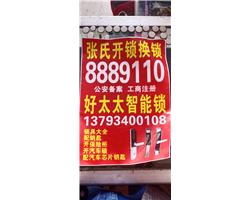 张氏开锁换锁
8889110
公安备案 工商注册
好太太智能锁
13793400108
锁具大全
配钥匙
开保险柜
开汽车锁
配汽车芯片钥匙